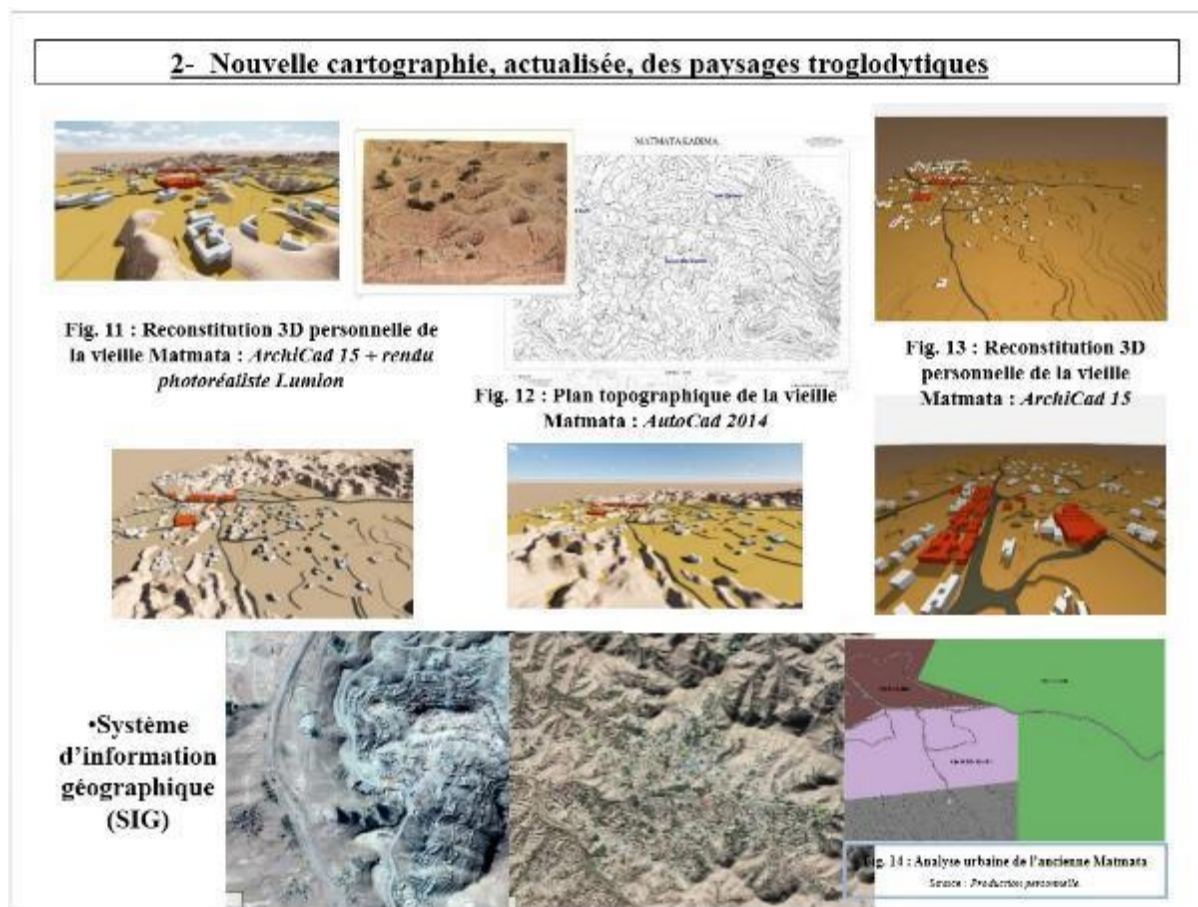 2- Nouvelle cartographie, actualisée, des paysages troglodytiques
MATMATA KADIMA
Fig. 11 : Reconstitution 3D personnelle de
la vieille Matmata : ArchiCad 15 + rendu
photoréaliste Lumion
Fig. 12 : Plan topographique de la vieille
Matmata : AutoCad 2014
Fig. 13 : Reconstitution 3D
personnelle de la vieille
Matmata : ArchiCad 15
•Système
d’information
géographique
(SIG)
Fig. 14 : Analyse urbaine de l’ancienne Matmata
Source : Production personnelle.